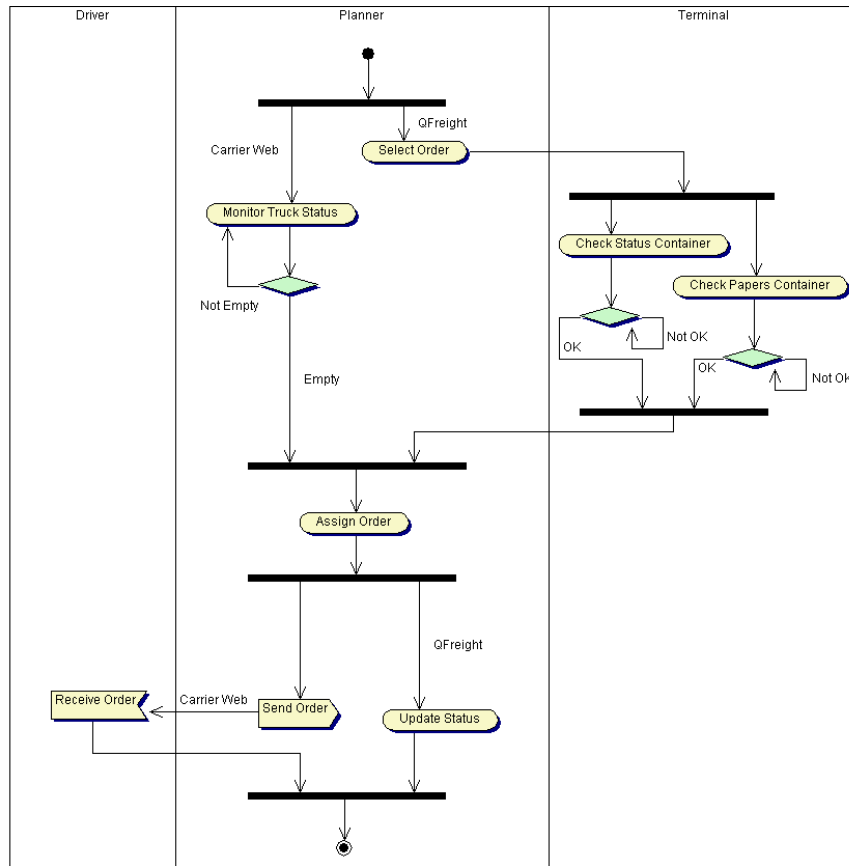 Driver
Planner
Terminal
QFreight
Carrier Web
Select Order
Monitor Truck Status
Check Status Container
Check Papers Container
Not Empty
Not OK
OK
OK
Not OK
Empty
Assign Order
QFreight
Receive Order
Carrier Web
Send Order
Update Status